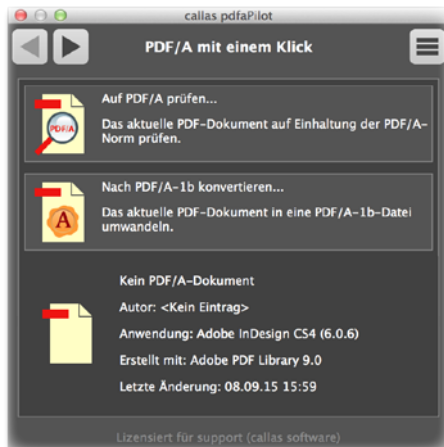 callas pdfaPilot
PDF/A mit einem Klick
Auf PDF/A prüfen...
PDF/A
Das aktuelle PDF-Dokument auf Einhaltung der PDF/A-
Norm prüfen.
Nach PDF/A-1b konvertieren...
A
Das aktuelle PDF-Dokument in eine PDF/A-1b-Datei
umwandeln.
Kein PDF/A-Dokument
Autor: <Kein Eintrag>
Anwendung: Adobe InDesign CS4 (6.0.6)
Erstellt mit: Adobe PDF Library 9.0
Letzte Änderung: 08.09.15 15:59
Lizensiert für support (callas software)